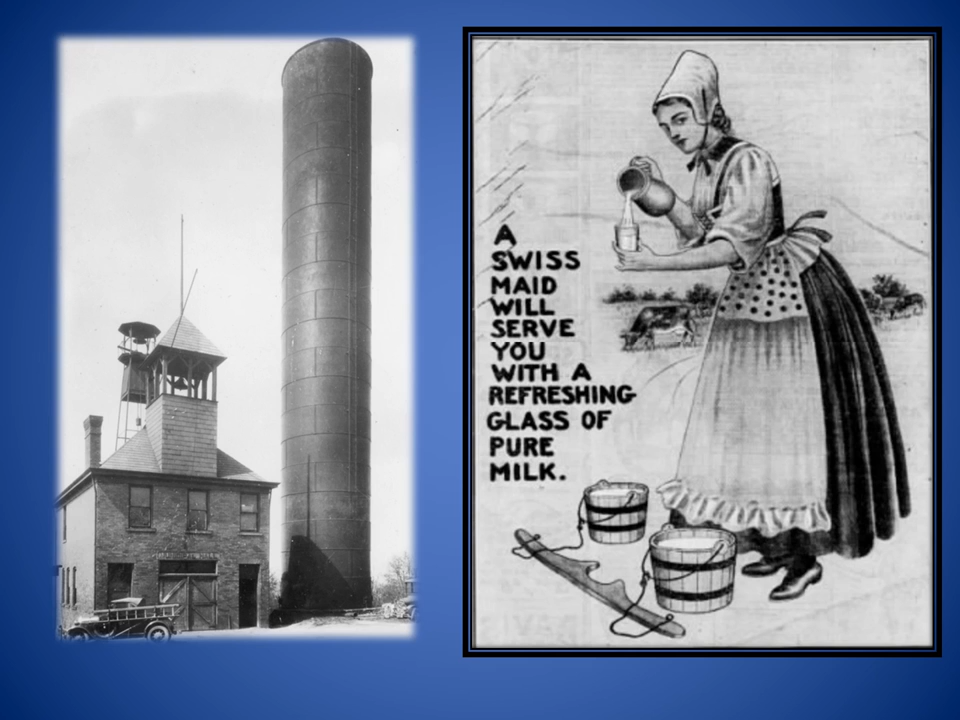 A
SWISS
MAID
WILL
SERVE
YOU
WITH A
REFRESHING
GLASS OF
PURE
MILK.